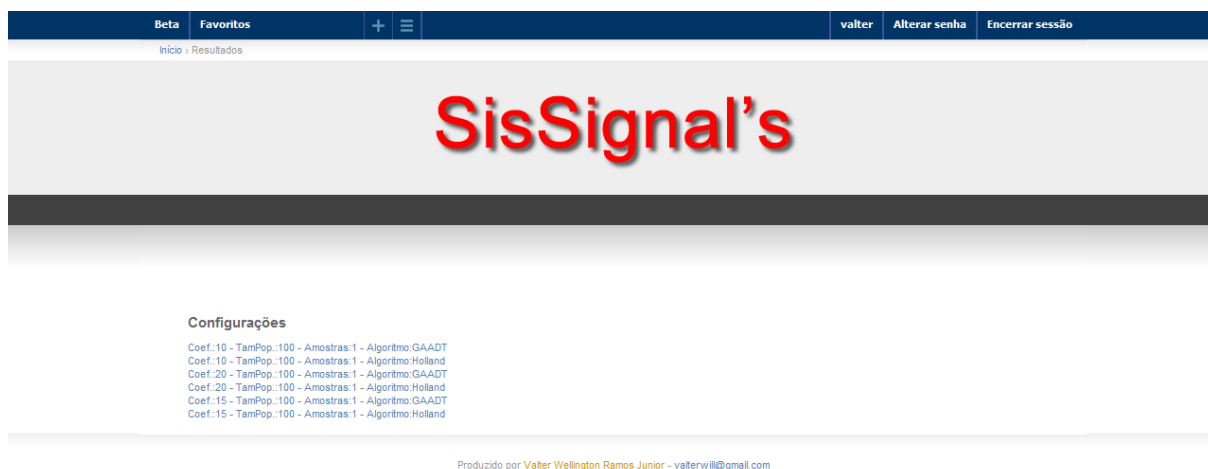 Beta Favoritos valter Alterar senha Encerrar sessão
Início › Resultados
SisSignal's
Configurações
Coef.:10 - TamPop.:100 - Amostras:1 - Algoritmo:GAADT
Coef.:10 - TamPop.:100 - Amostras:1 - Algoritmo:Holland
Coef.:20 - TamPop.:100 - Amostras:1 - Algoritmo:GAADT
Coef.:20 - TamPop.:100 - Amostras:1 - Algoritmo:Holland
Coef.:15 - TamPop.:100 - Amostras:1 - Algoritmo:GAADT
Coef.:15 - TamPop.:100 - Amostras:1 - Algoritmo:Holland
Produzido por Valter Wellington Ramos Junior - valterwill@gmail.com